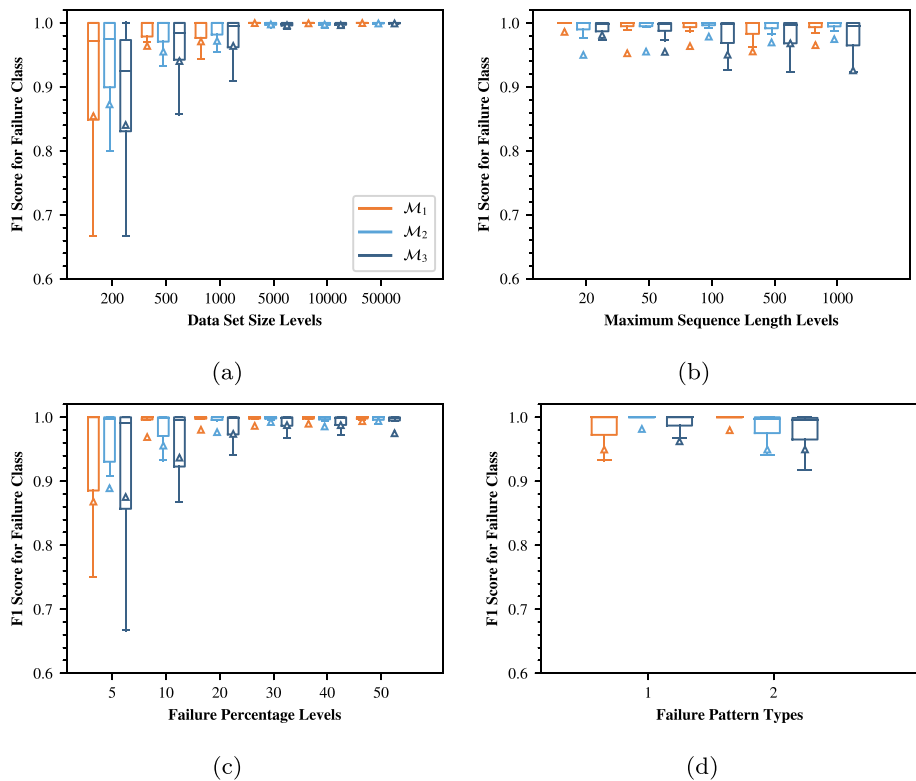 F1 Score for Failure Class
1.0
0.9
0.8
0.7
0.6
ℳ₁
ℳ₂
ℳ₃
200 500 1000 5000 10000 50000
Data Set Size Levels
(a)
F1 Score for Failure Class
1.0
0.9
0.8
0.7
0.6
20 50 100 500 1000
Maximum Sequence Length Levels
(b)
F1 Score for Failure Class
1.0
0.9
0.8
0.7
0.6
5 10 20 30 40 50
Failure Percentage Levels
(c)
F1 Score for Failure Class
1.0
0.9
0.8
0.7
0.6
1 2
Failure Pattern Types
(d)